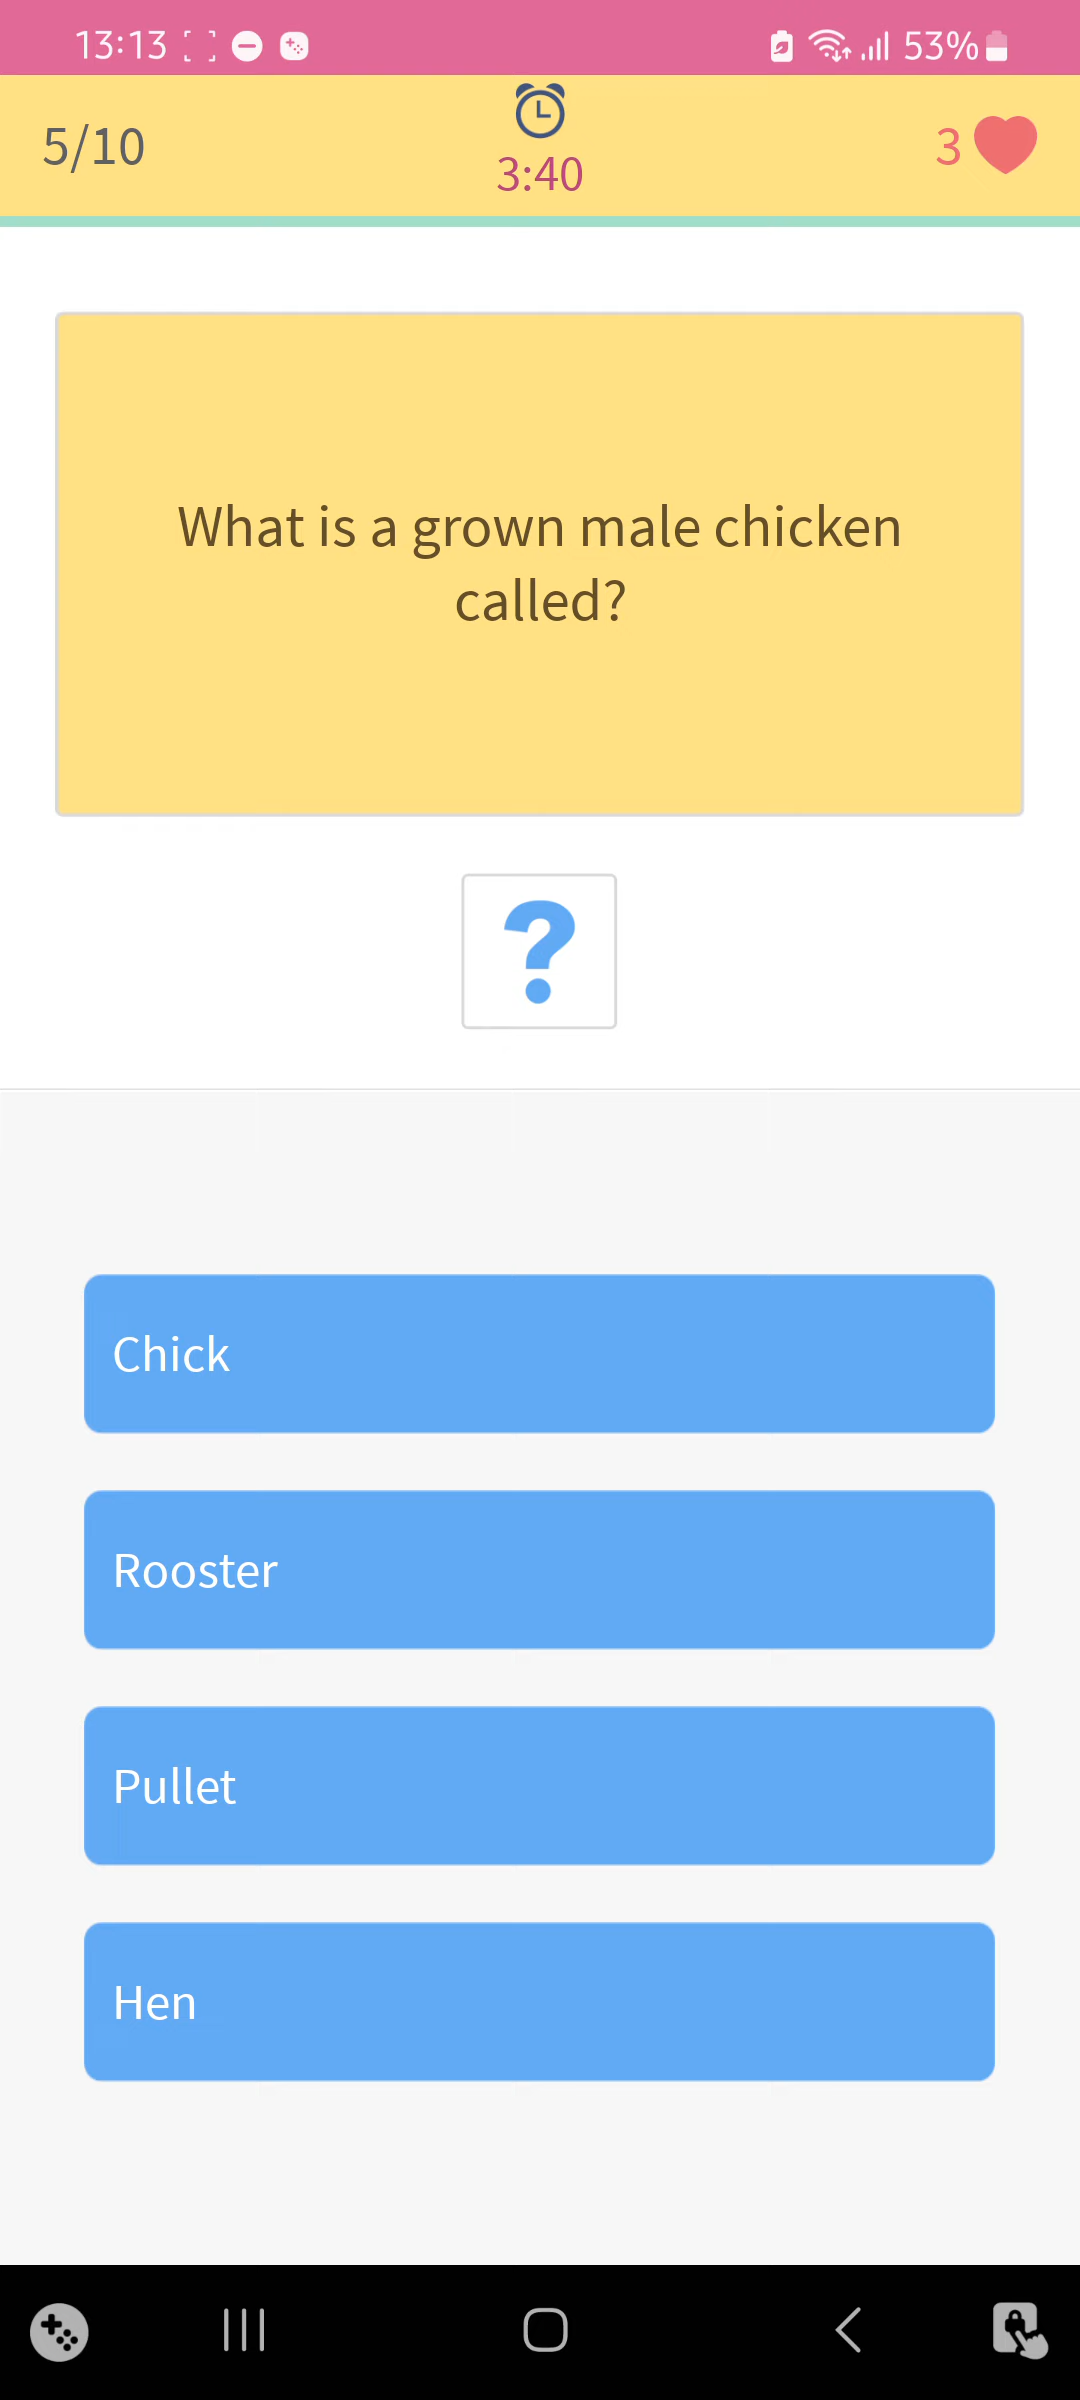 13:13 53%
5/10 3:40 3
What is a grown male chicken
called?
?
Chick
Rooster
Pullet
Hen